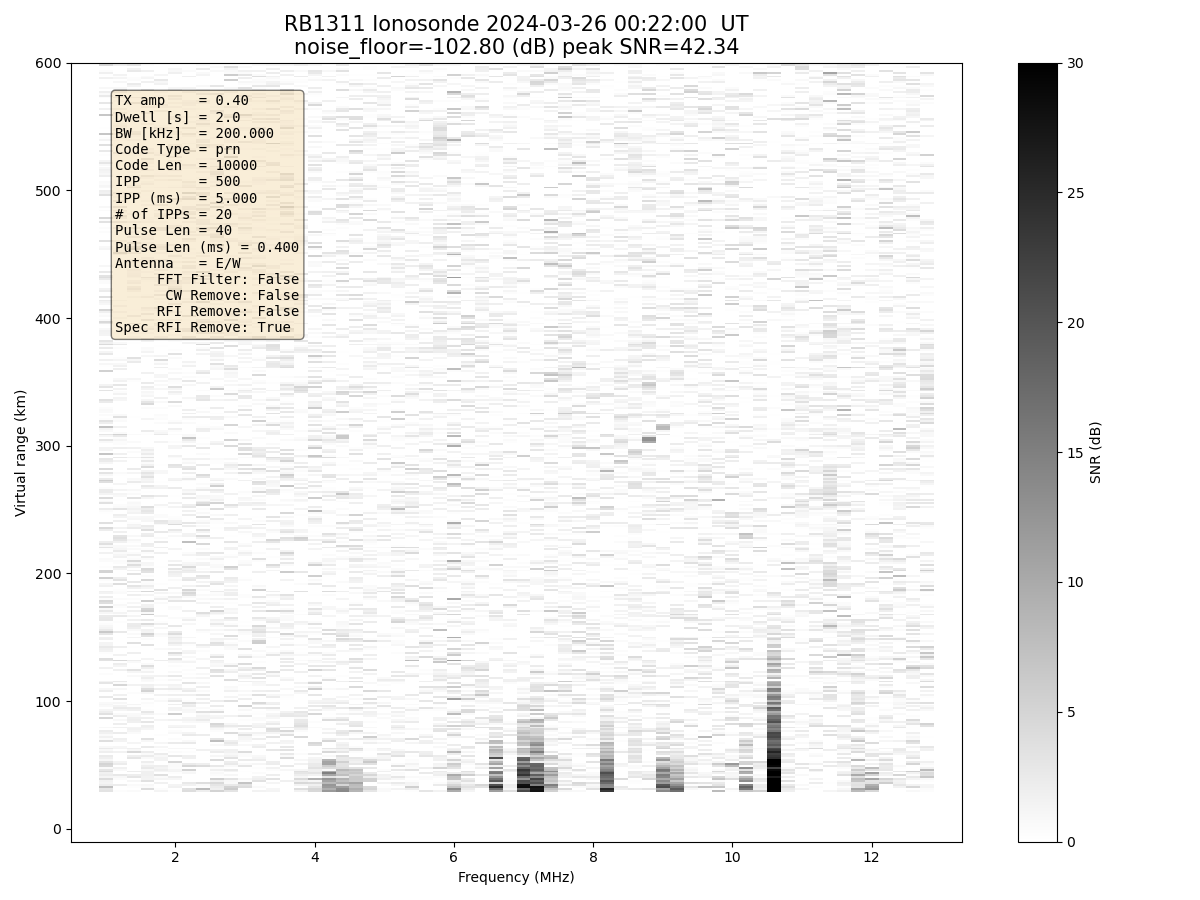 RB1311 Ionosonde 2024-03-26 00:22:00  UT
noise_floor=-102.80 (dB) peak SNR=42.34
TX amp    = 0.40
Dwell [s] = 2.0
BW [kHz]  = 200.000
Code Type = prn
Code Len  = 10000
IPP       = 500
IPP (ms)  = 5.000
# of IPPs = 20
Pulse Len = 40
Pulse Len (ms) = 0.400
Antenna   = E/W
FFT Filter: False
CW Remove: False
RFI Remove: False
Spec RFI Remove: True
600
500
400
300
200
100
0
Virtual range (km)
2 4 6 8 10 12
Frequency (MHz)
30
25
20
15
10
5
0
SNR (dB)